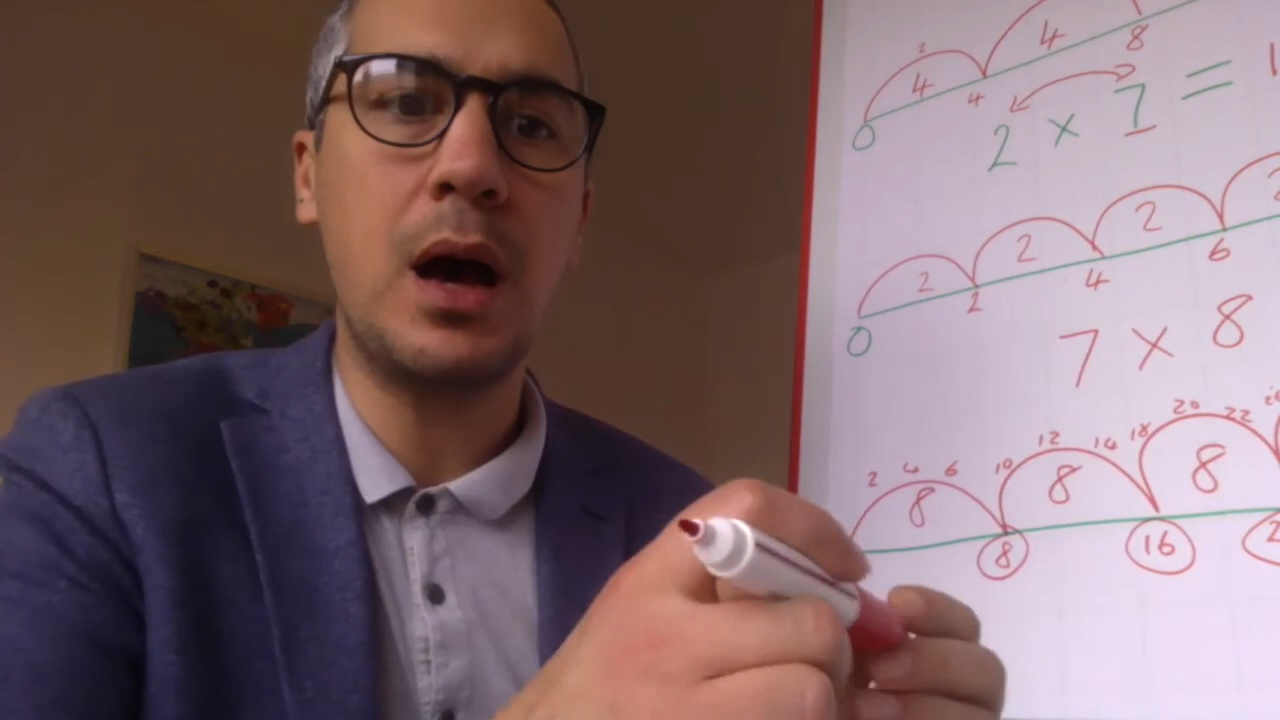 2
4 4
4 8
0
2 × 7 =
2 2 2
2 4 6
0
7 × 8
2 4 6 10 12 14 18 20 22
8 8 8
8 16